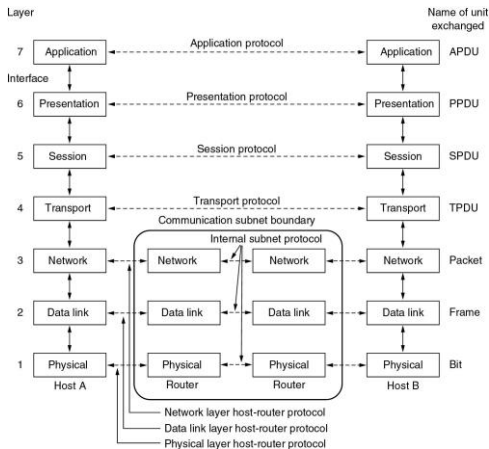 Layer
Name of unit
exchanged
7 Application Application protocol Application APDU
Interface
6 Presentation Presentation protocol Presentation PPDU
5 Session Session protocol Session SPDU
4 Transport Transport protocol Transport TPDU
Communication subnet boundary
Internal subnet protocol
3 Network Network Network Network Packet
2 Data link Data link Data link Data link Frame
1 Physical Physical Physical Physical Bit
Host A Router Router Host B
Network layer host-router protocol
Data link layer host-router protocol
Physical layer host-router protocol